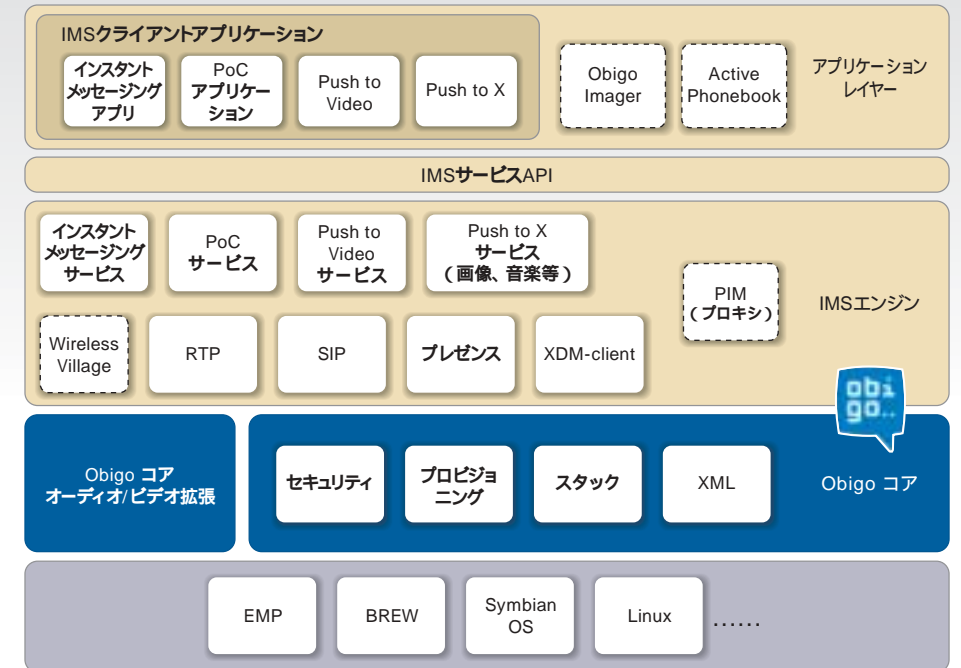 IMSクライアントアプリケーション
インスタント
メッセージング
アプリ
PoC
アプリケー
ション
Push to
Video
Push to X
Obigo
Imager
Active
Phonebook
アプリケーション
レイヤー
IMSサービスAPI
インスタント
メッセージング
サービス
PoC
サービス
Push to
Video
サービス
Push to X
サービス
(画像、音楽等)
PIM
(プロキシ)
IMSエンジン
Wireless
Village
RTP
SIP
プレゼンス
XDM-client
obi
go..
Obigo コア
オーディオ/ビデオ拡張
セキュリティ
プロビジョ
ニング
スタック
XML
Obigo コア
EMP
BREW
Symbian
OS
Linux
......